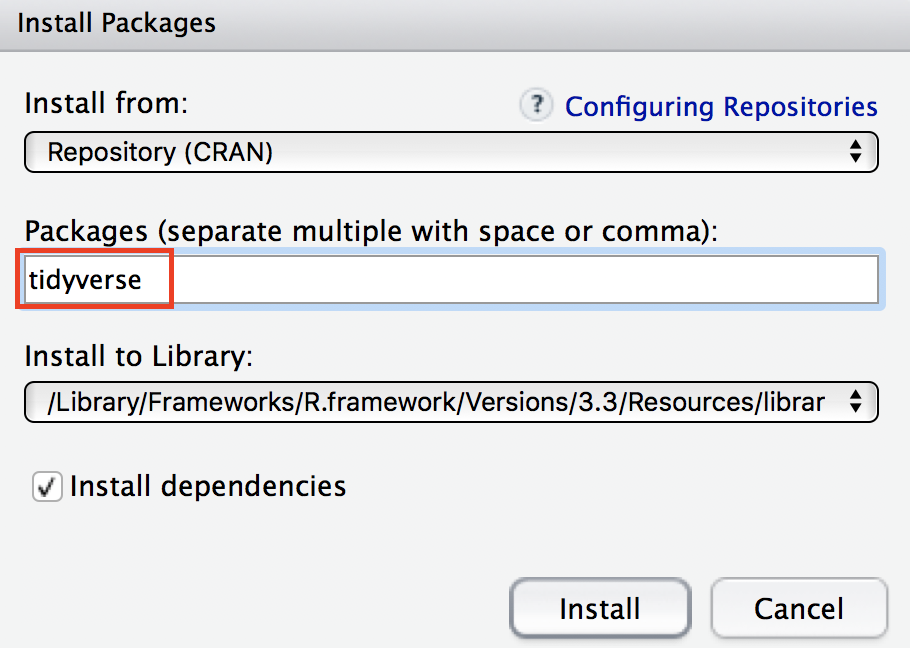 Install Packages
Install from:
? Configuring Repositories
Repository (CRAN)
Packages (separate multiple with space or comma):
tidyverse
Install to Library:
/Library/Frameworks/R.framework/Versions/3.3/Resources/librar
Install dependencies
Install Cancel